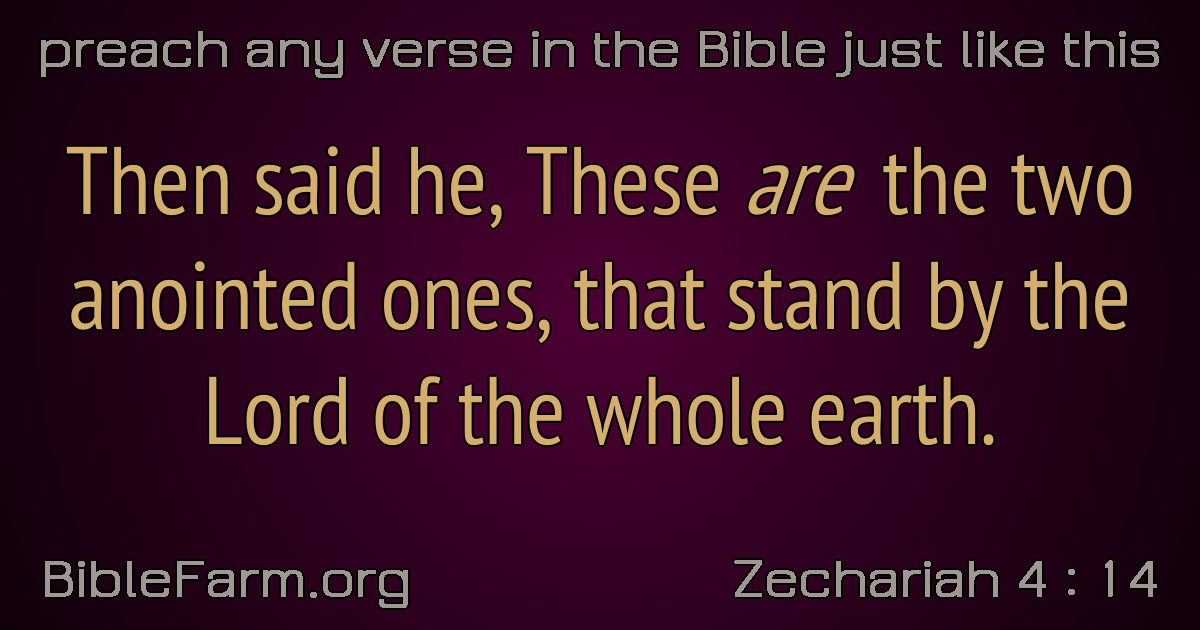 preach any verse in the Bible just like this
Then said he, These are the two
anointed ones, that stand by the
Lord of the whole earth.
BibleFarm.org
Zechariah 4 : 14